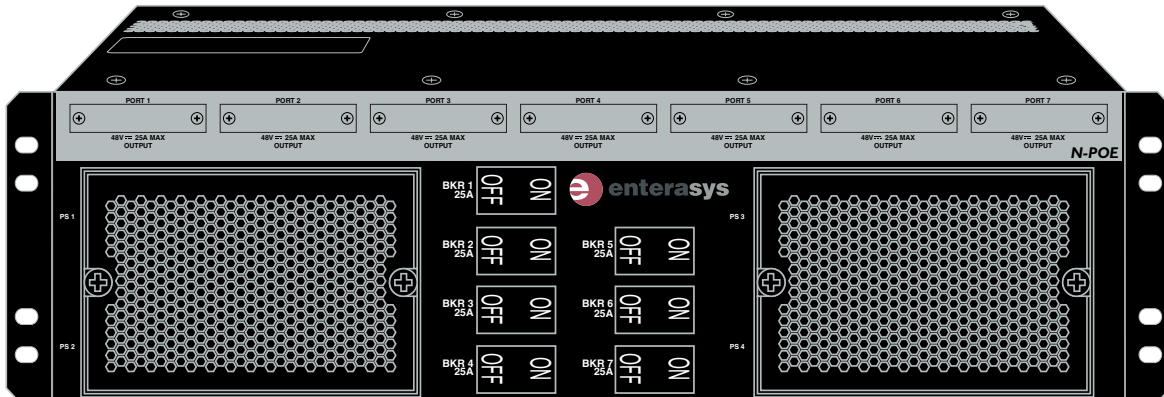 PORT 1 PORT 2 PORT 3 PORT 4 PORT 5 PORT 6 PORT 7
48V⎓25A MAX 48V⎓25A MAX 48V⎓25A MAX 48V⎓25A MAX 48V⎓25A MAX 48V⎓25A MAX 48V⎓25A MAX
OUTPUT OUTPUT OUTPUT OUTPUT OUTPUT OUTPUT OUTPUT
N-POE
PS 1
PS 2
BKR 1
25A
OFF ON
e enterasys
BKR 2
25A
OFF ON
BKR 3
25A
OFF ON
BKR 4
25A
OFF ON
BKR 5
25A
OFF ON
BKR 6
25A
OFF ON
BKR 7
25A
OFF ON
PS 3
PS 4